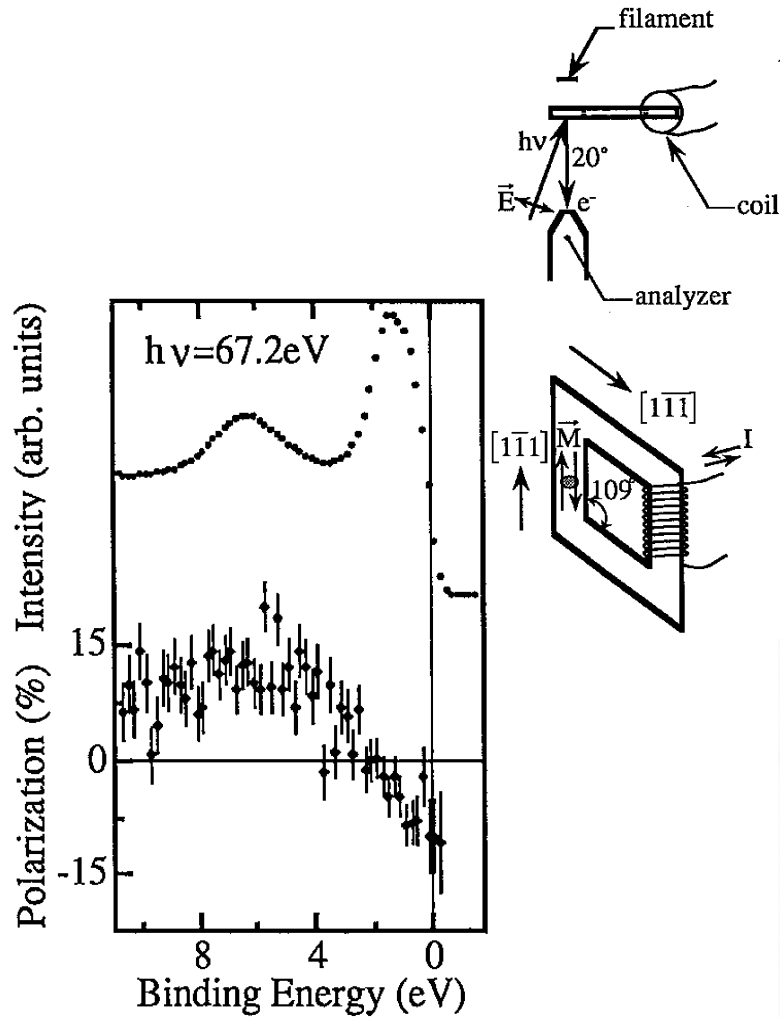 filament
hν
20°
E
e-
coil
analyzer
hν=67.2eV
Intensity (arb. units)
Polarization (%)
15
0
-15
8
4
0
Binding Energy (eV)
[11̅1̅]
[11̅1]
M
I
109°